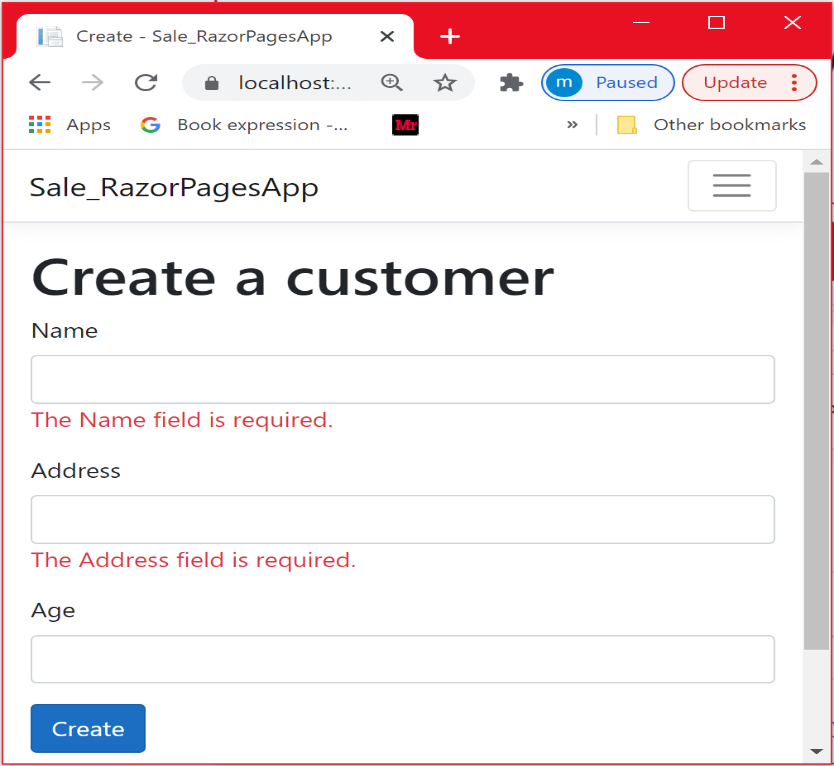 Create - Sale_RazorPagesApp
localhost:...
m Paused
Update
Apps
Book expression -...
Mr
»
Other bookmarks
Sale_RazorPagesApp
Create a customer
Name
The Name field is required.
Address
The Address field is required.
Age
Create